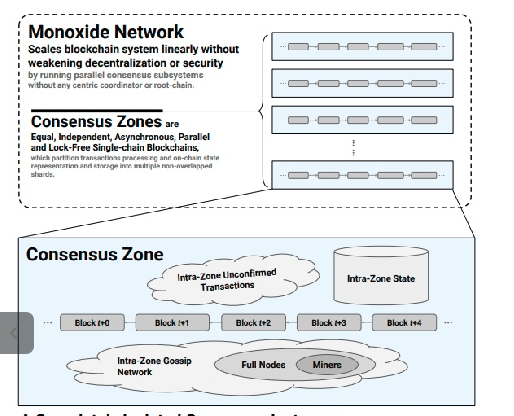 Monoxide Network
Scales blockchain system linearly without
weakening decentralization or security
by running parallel consensus subsystems
without any centric coordinator or root-chain.
Consensus Zones are
Equal, Independent, Asynchronous, Parallel
and Lock-Free Single-chain Blockchains,
which partition transactions processing and on-chain state
representation and storage into multiple non-overlapped
shards.
Consensus Zone
Intra-Zone Unconfirmed
Transactions
Intra-Zone State
Block t+0
Block t+1
Block t+2
Block t+3
Block t+4
Intra-Zone Gossip
Network
Full Nodes
Miners